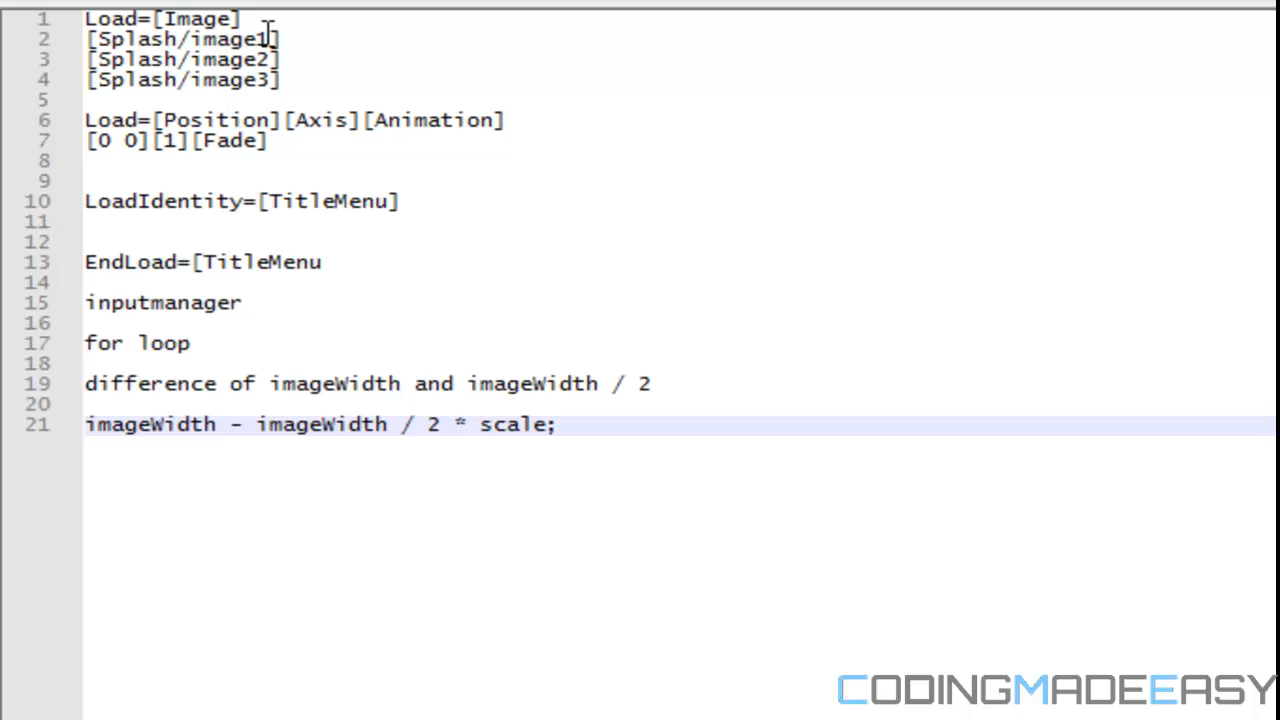 1 Load=[Image]
2 [Splash/image1]
3 [Splash/image2]
4 [Splash/image3]
5
6 Load=[Position][Axis][Animation]
7 [0 0][1][Fade]
8
9
10 LoadIdentity=[TitleMenu]
11
12
13 EndLoad=[TitleMenu
14
15 inputmanager
16
17 for loop
18
19 difference of imageWidth and imageWidth / 2
20
21 imageWidth - imageWidth / 2 * scale;
CODINGMADEEASY